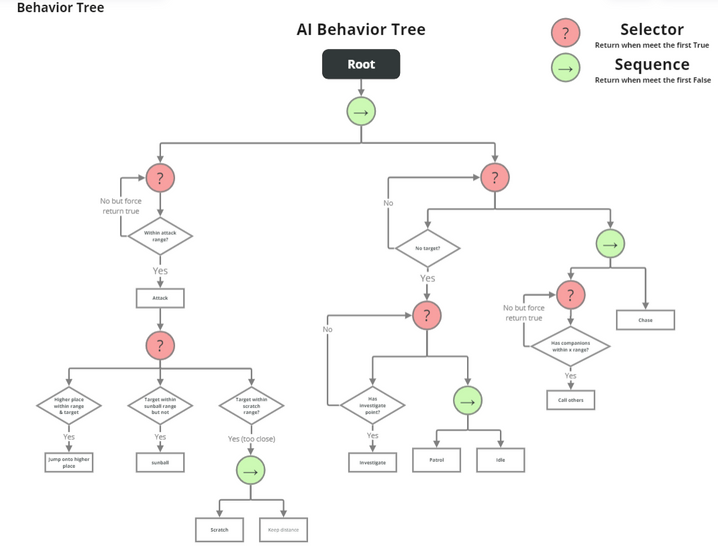 Behavior Tree
AI Behavior Tree
?
Selector
Return when meet the first True
→
Sequence
Return when meet the first False
Root
→
?
No but force
return true
Within attack
range?
Yes
Attack
?
Higher place
within range
& target
Yes
Jump onto higher
place
Target within
sunball range
but not
Yes
sunball
Target within
scratch
range?
Yes (too close)
→
Scratch
Keep distance
?
No
No target?
Yes
?
No
Has
investigate
point?
Yes
Investigate
→
Patrol
Idle
→
?
No but force
return true
Has companions
within x range?
Yes
Call others
Chase